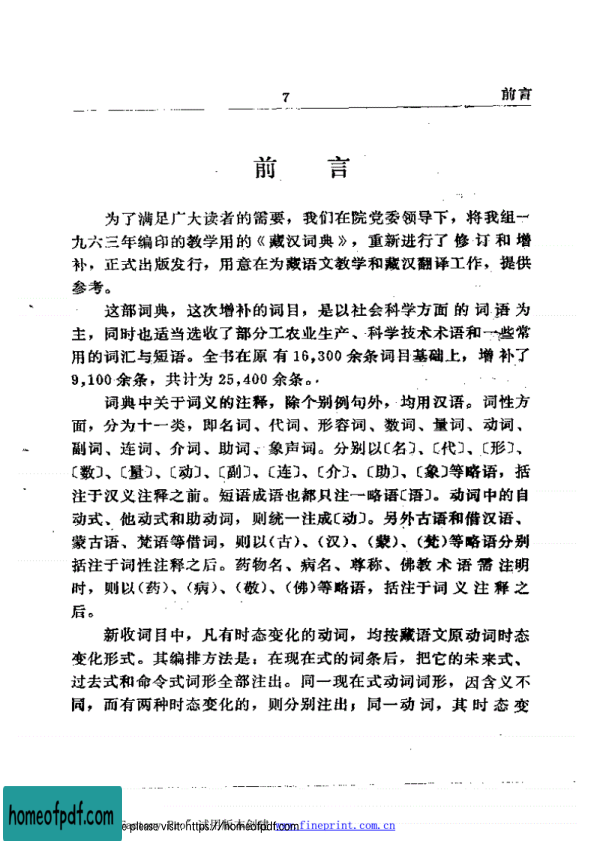 7
前言
前 言
为了满足广大读者的需要，我们在院党委领导下，将我组一
九六三年编印的教学用的《藏汉词典》，重新进行了修订和增
补，正式出版发行，用意在为藏语文教学和藏汉翻译工作，提供
参考。
这部词典，这次增补的词目，是以社会科学方面的词语为
主，同时也适当选收了部分工农业生产、科学技术术语和一些常
用的词汇与短语。全书在原有16,300余条词目基础上，增补了
9,100余条，共计为25,400余条。
词典中关于词义的注释，除个别例句外，均用汉语。词性方
面，分为十一类，即名词、代词、形容词、数词、量词、动词、
副词、连词、介词、助词、象声词。分别以〔名〕、〔代〕、〔形〕、
〔数〕、〔量〕、〔动〕、〔副〕、〔连〕、〔介〕、〔助〕、〔象〕等略语，括
注于汉义注释之前。短语成语也都只注一略语〔语〕。动词中的自
动式、他动式和助动词，则统一注成〔动〕。另外古语和借汉语、
蒙古语、梵语等借词，则以(古)、(汉)、(蒙)、(梵)等略语分别
括注于词性注释之后。药物名、病名、尊称、佛教术语需注明
时，则以(药)、(病)、(敬)、(佛)等略语，括注于词义注释之
后。
新收词目中，凡有时态变化的动词，均按藏语文原动词时态
变化形式。其编排方法是：在现在式的词条后，把它的未来式、
过去式和命令式词形全部注出。同一现在式动词词形，因含义不
同，而有两种时态变化的，则分别注出；同一动词，其时态变
homeofpdf.com
please visit: https://homeofpdf.com
www.fineprint.com.cn